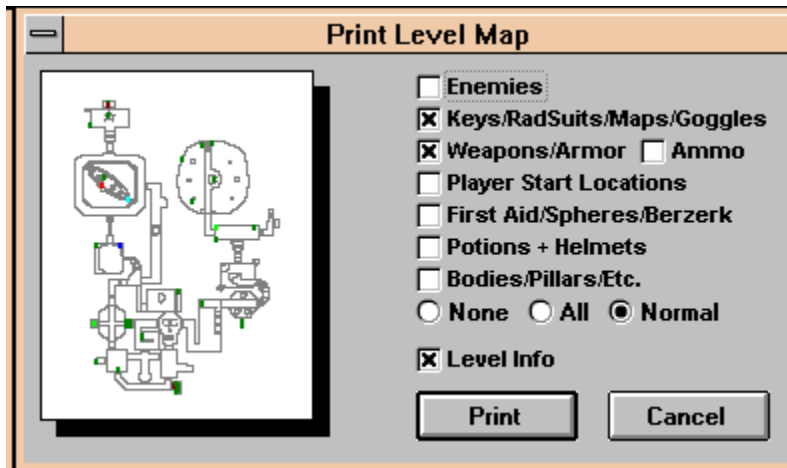 Print Level Map
Enemies
Keys/RadSuits/Maps/Goggles
Weapons/Armor Ammo
Player Start Locations
First Aid/Spheres/Berzerk
Potions + Helmets
Bodies/Pillars/Etc.
None All Normal
Level Info
Print Cancel